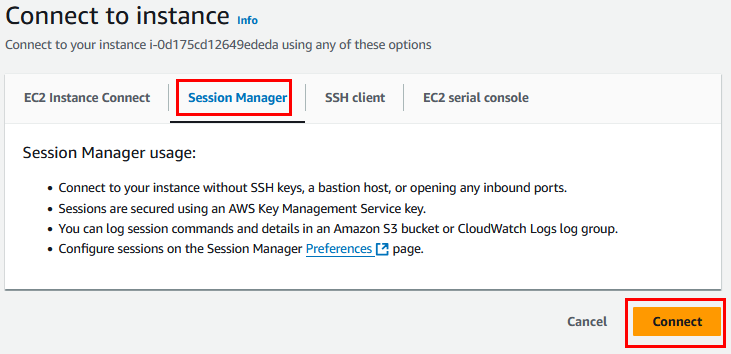 Connect to instance Info
Connect to your instance i-0d175cd12649ededa using any of these options
EC2 Instance Connect
Session Manager
SSH client
EC2 serial console
Session Manager usage:
• Connect to your instance without SSH keys, a bastion host, or opening any inbound ports.
• Sessions are secured using an AWS Key Management Service key.
• You can log session commands and details in an Amazon S3 bucket or CloudWatch Logs log group.
• Configure sessions on the Session Manager Preferences page.
Cancel
Connect